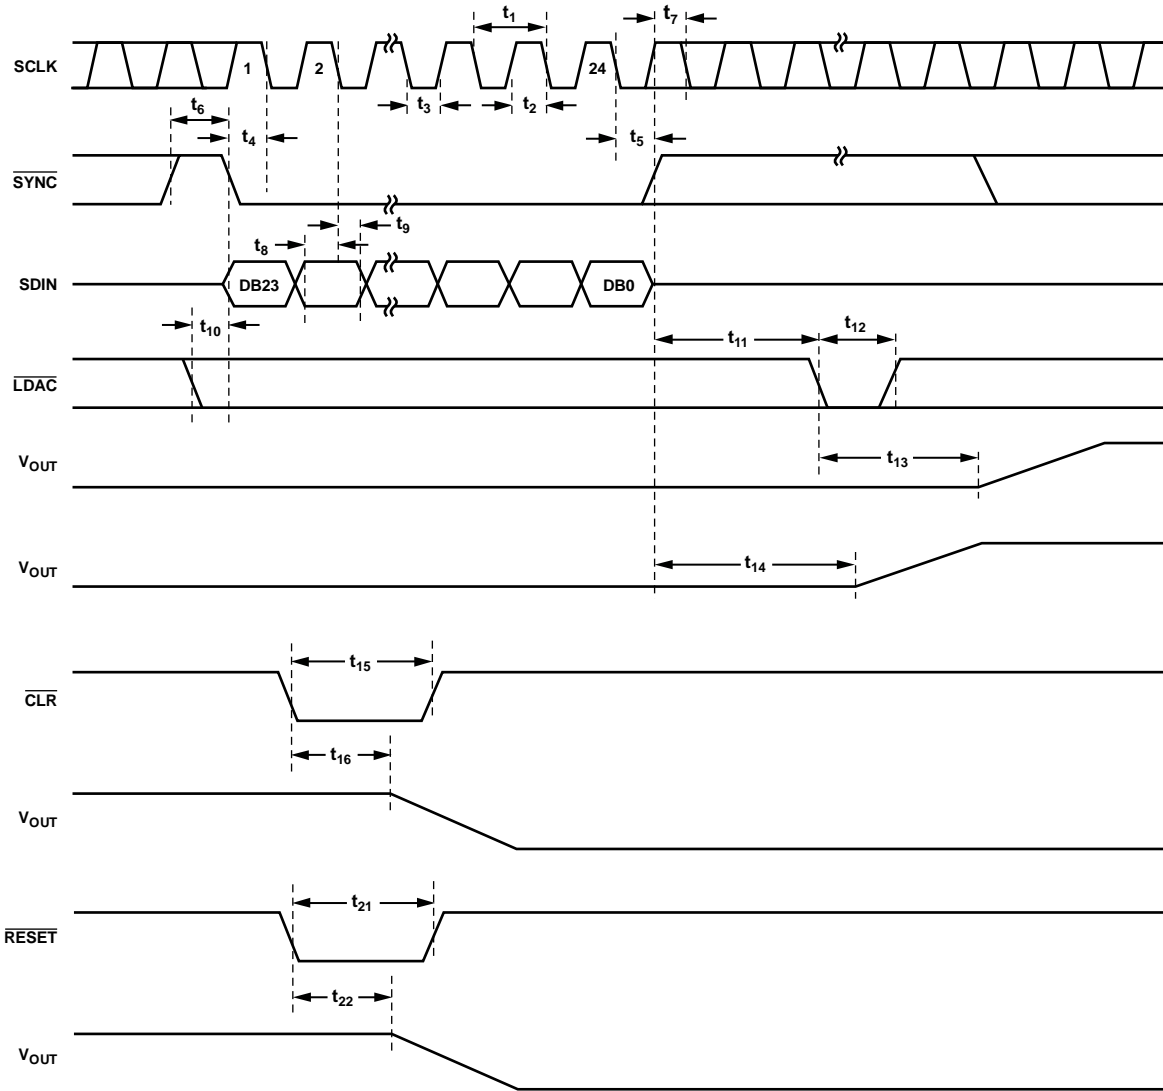 t1
t7
SCLK
1
2
24
t3
t2
t6
t4
t5
SYNC
t9
t8
SDIN
DB23
DB0
t10
t11
t12
LDAC
t13
VOUT
VOUT
t14
t15
CLR
t16
VOUT
t21
RESET
t22
VOUT